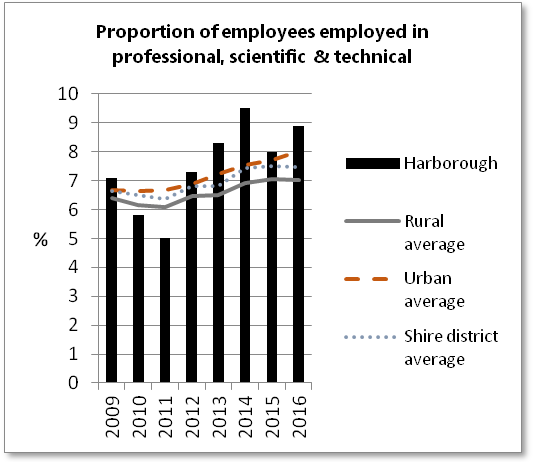 Proportion of employees employed in
professional, scientific & technical
10
9
8
7
6
5
4
3
2
1
0
%
2009
2010
2011
2012
2013
2014
2015
2016
Harborough
Rural
average
Urban
average
Shire district
average